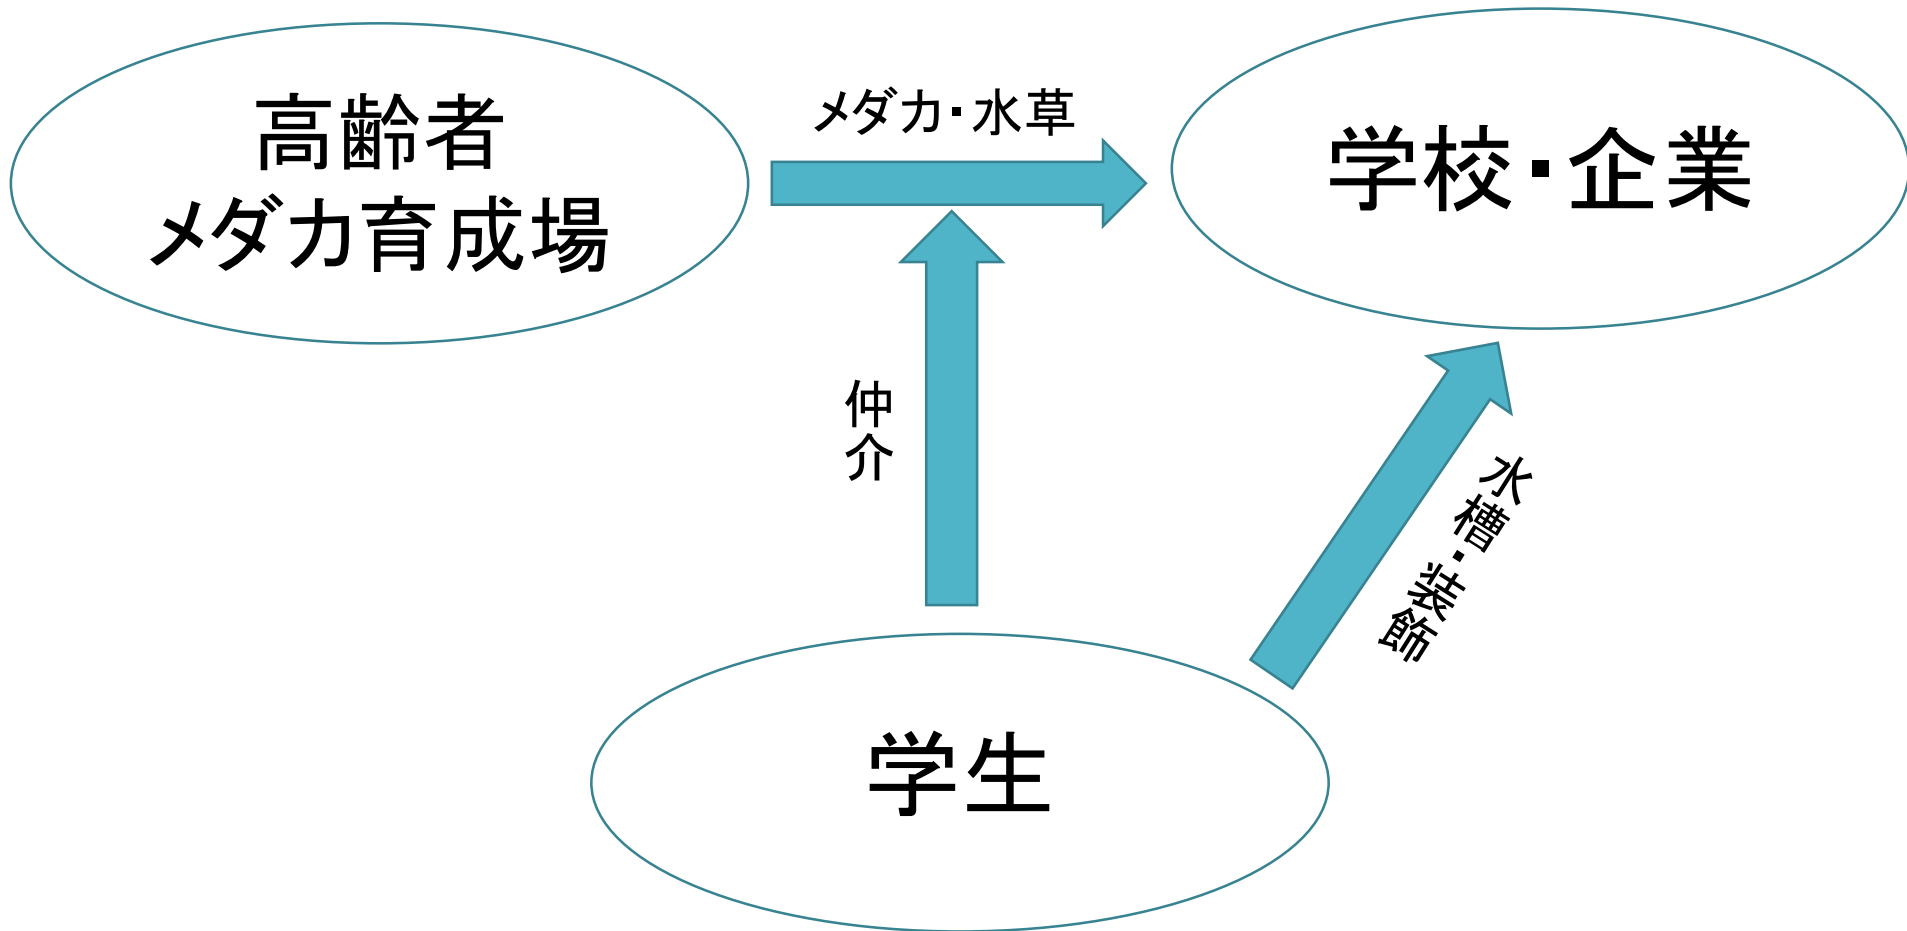 高齢者
メダカ育成場
メダカ・水草
学校・企業
仲介
水槽・装飾
学生